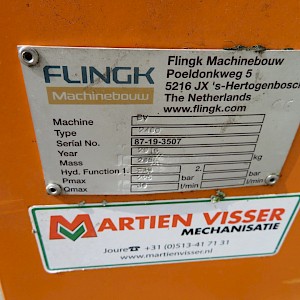 FLINGK
Machinebouw
Flingk Machinebouw
Poeldonkweg 5
5216 JX 's-Hertogenbosch
The Netherlands
www.flingk.com
Machine
Type
Serial No. 87-19-3507
Year
Mass kg
Hyd. Function 1. 2.
Pmax bar bar
Qmax l/min l/min
MARTIEN VISSER
MECHANISATIE
Joure ☎ +31 (0)513-41 71 31
www.martienvisser.nl